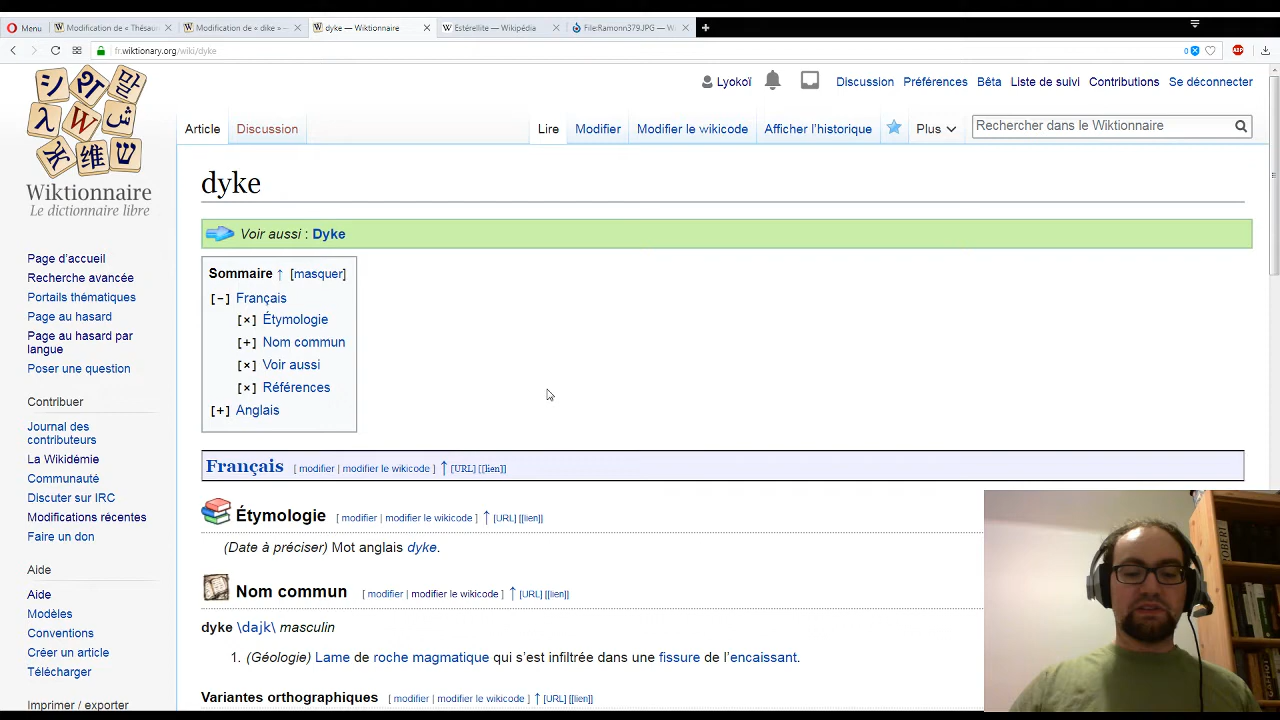 Menu
Modification de « Thésau
Modification de « dike » —
dyke — Wiktionnaire
Estérellite — Wikipédia
File:Ramonn379.JPG — W
fr.wiktionary.org/wiki/dyke
0
ABP
Lyokoï
Discussion
Préférences
Bêta
Liste de suivi
Contributions
Se déconnecter
Article
Discussion
Lire
Modifier
Modifier le wikicode
Afficher l'historique
Plus
Rechercher dans le Wiktionnaire
シ
말
λ
W
ش
维
ש
Wiktionnaire
Le dictionnaire libre
Page d'accueil
Recherche avancée
Portails thématiques
Page au hasard
Page au hasard par
langue
Poser une question
Contribuer
Journal des
contributeurs
La Wikidémie
Communauté
Discuter sur IRC
Modifications récentes
Faire un don
Aide
Aide
Modèles
Conventions
Créer un article
Télécharger
Imprimer / exporter
dyke
Voir aussi : Dyke
Sommaire ↑ [masquer]
[−] Français
[×] Étymologie
[+] Nom commun
[×] Voir aussi
[×] Références
[+] Anglais
Français [ modifier | modifier le wikicode ] ↑ [URL] [[lien]]
Étymologie [ modifier | modifier le wikicode ] ↑ [URL] [[lien]]
(Date à préciser) Mot anglais dyke.
Nom commun [ modifier | modifier le wikicode ] ↑ [URL] [[lien]]
dyke \dajk\ masculin
1. (Géologie) Lame de roche magmatique qui s'est infiltrée dans une fissure de l'encaissant.
Variantes orthographiques [ modifier | modifier le wikicode ] ↑ [URL] [[lien]]